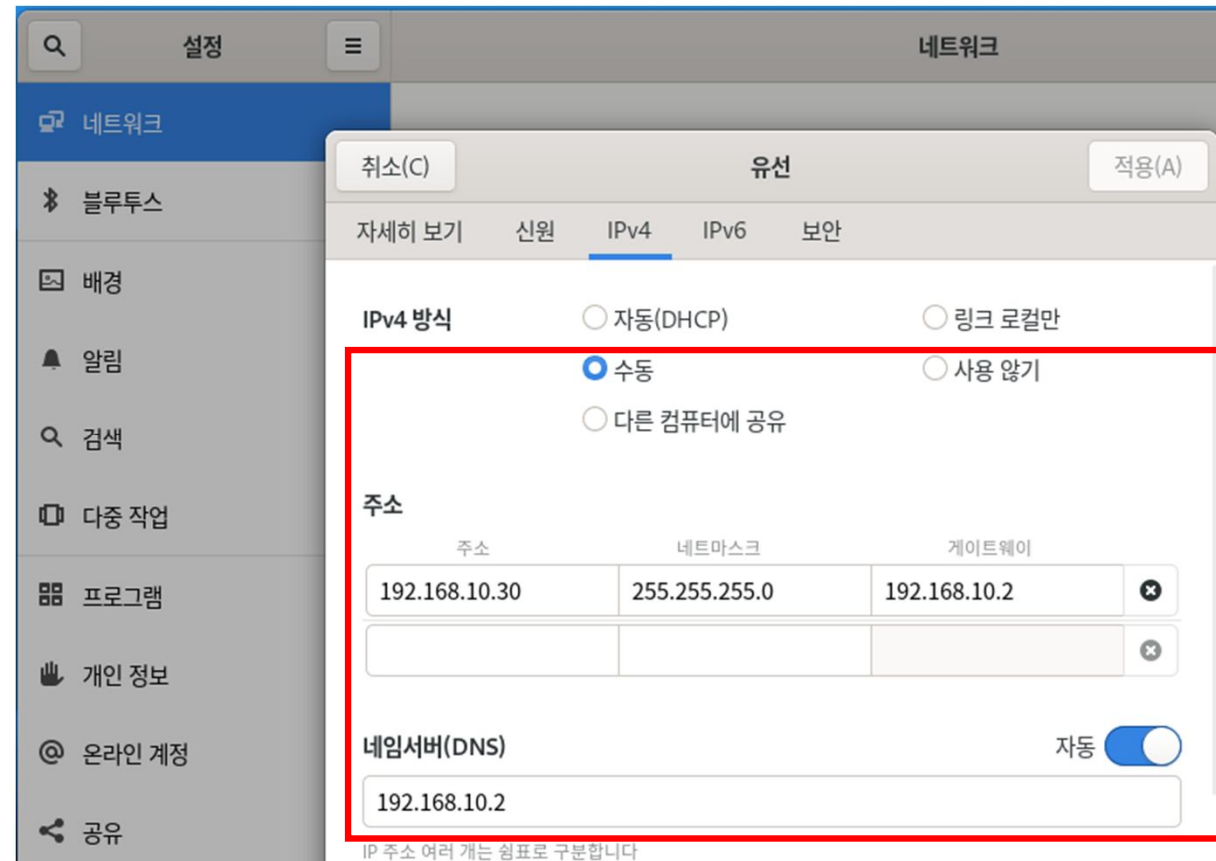 설정
네트워크
네트워크
블루투스
배경
알림
검색
다중 작업
프로그램
개인 정보
온라인 계정
공유
취소(C) 유선 적용(A)
자세히 보기 신원 IPv4 IPv6 보안
IPv4 방식 자동(DHCP) 링크 로컬만
수동 사용 않기
다른 컴퓨터에 공유
주소
주소 네트마스크 게이트웨이
192.168.10.30 255.255.255.0 192.168.10.2
네임서버(DNS) 자동
192.168.10.2
IP 주소 여러 개는 쉼표로 구분합니다